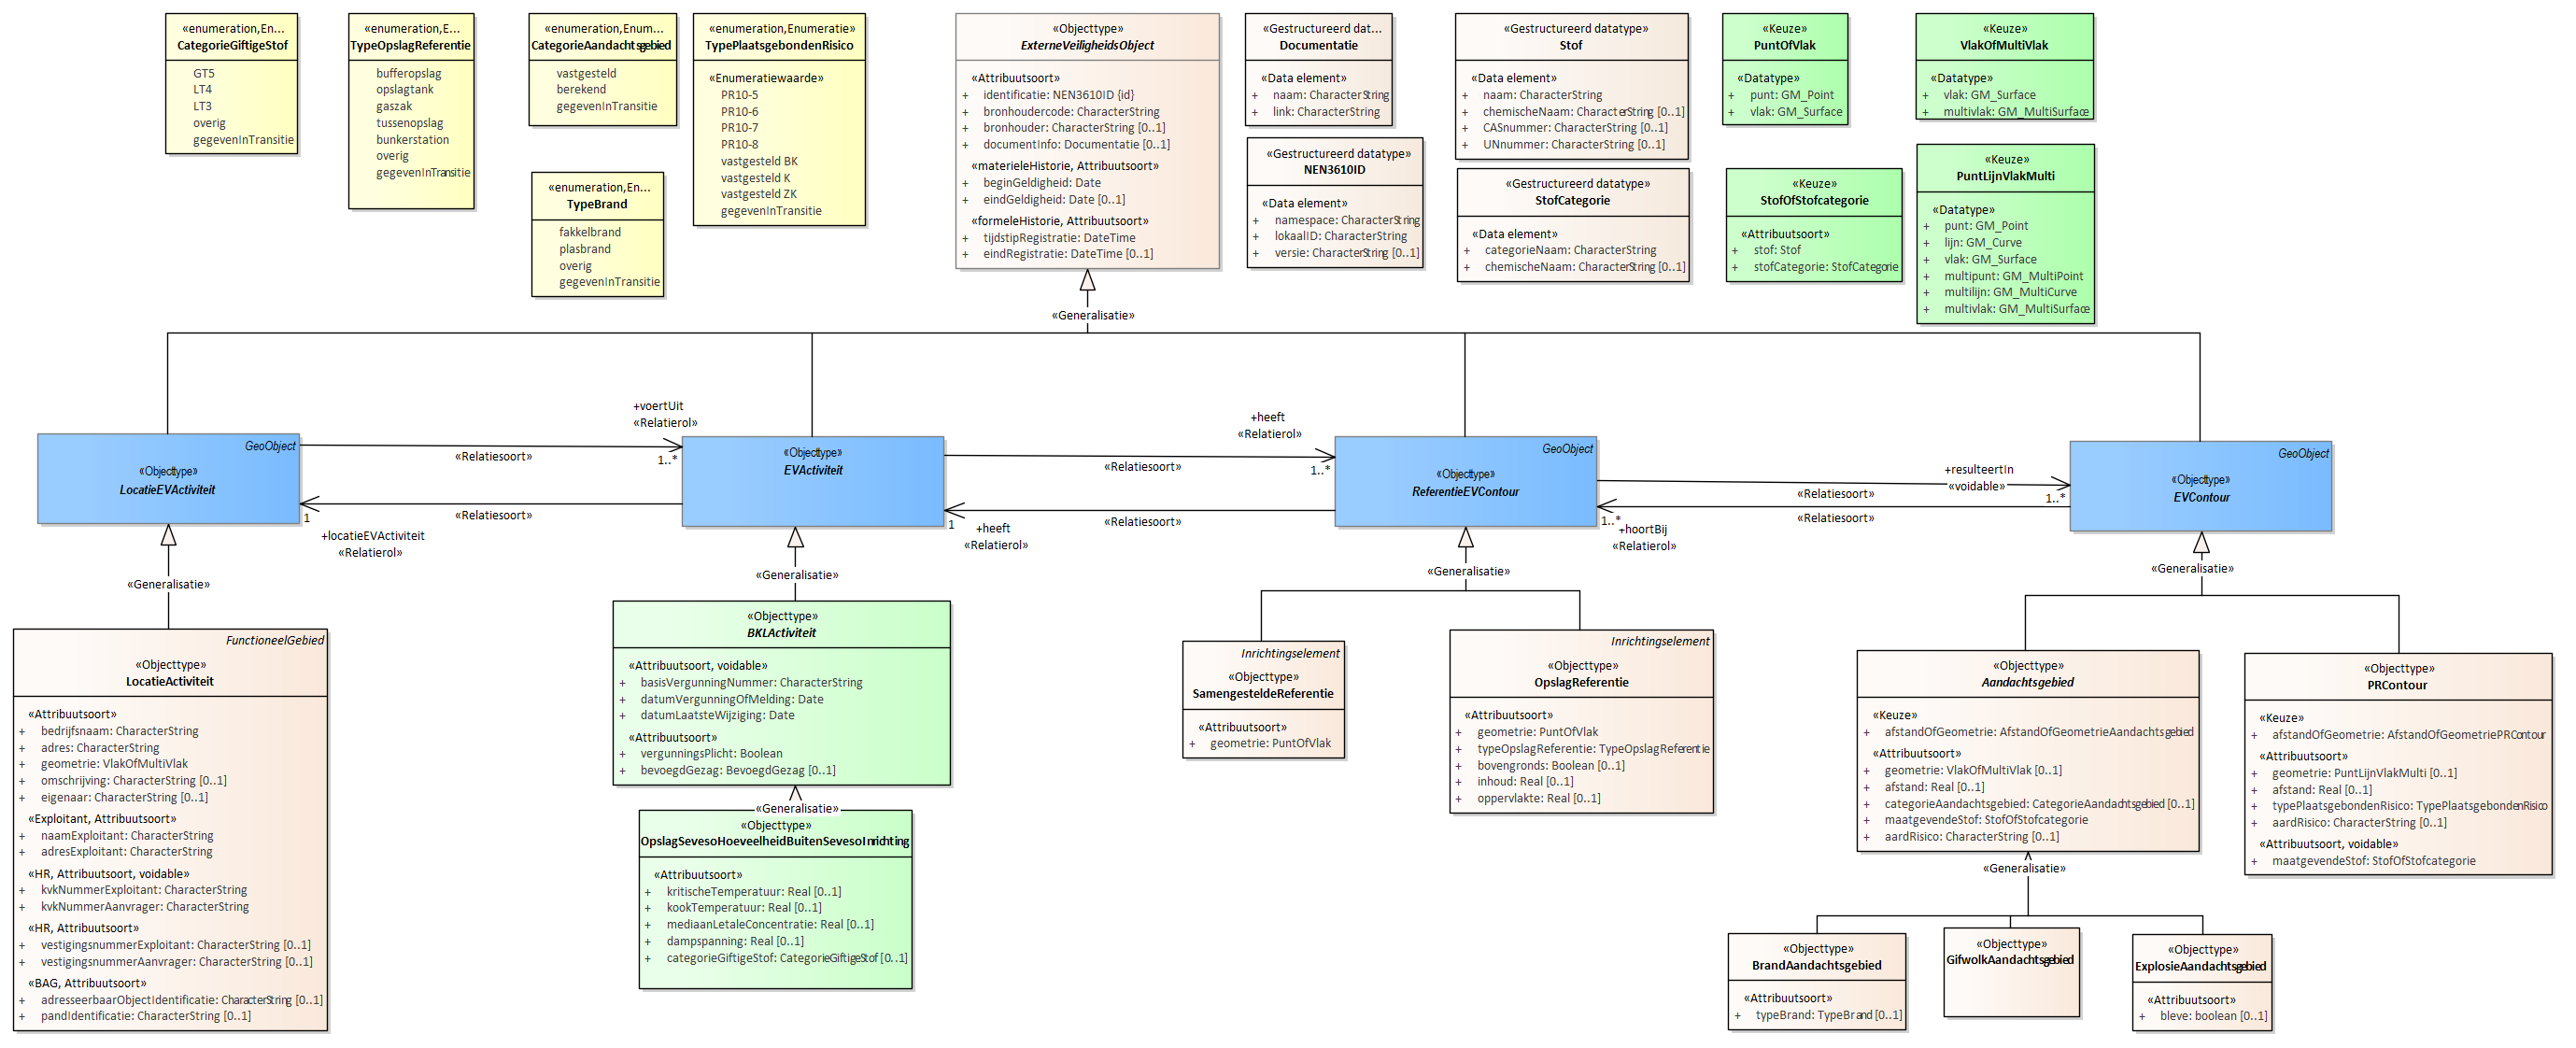 «enumeration,En...
CategorieGiftigeStof
GT5
LT4
LT3
overig
gegevenInTransitie
«enumeration,E...
TypeOpslagReferentie
bufferopslag
opslagtank
gaszak
tussenopslag
bunkerstation
overig
gegevenInTransitie
«enumeration,Enum...
CategorieAandachtsgebied
vastgesteld
berekend
gegevenInTransitie
«enumeration,En...
TypeBrand
fakkelbrand
plasbrand
overig
gegevenInTransitie
«enumeration,Enumeratie»
TypePlaatsgebondenRisico
«Enumeratiewaarde»
PR10-5
PR10-6
PR10-7
PR10-8
vastgesteld BK
vastgesteld K
vastgesteld ZK
gegevenInTransitie
«Objecttype»
ExterneVeiligheidsObject
«Attribuutsoort»
+ identificatie: NEN3610ID {id}
+ bronhoudercode: CharacterString
+ bronhouder: CharacterString [0..1]
+ documentInfo: Documentatie [0..1]
«materieleHistorie, Attribuutsoort»
+ beginGeldigheid: Date
+ eindGeldigheid: Date [0..1]
«formeleHistorie, Attribuutsoort»
+ tijdstipRegistratie: DateTime
+ eindRegistratie: DateTime [0..1]
«Gestructureerd dat...
Documentatie
«Data element»
+ naam: CharacterString
+ link: CharacterString
«Gestructureerd datatype»
NEN3610ID
«Data element»
+ namespace: CharacterString
+ lokaalID: CharacterString
+ versie: CharacterString [0..1]
«Gestructureerd datatype»
Stof
«Data element»
+ naam: CharacterString
+ chemischeNaam: CharacterString [0..1]
+ CASnummer: CharacterString [0..1]
+ UNnummer: CharacterString [0..1]
«Gestructureerd datatype»
StofCategorie
«Data element»
+ categorieNaam: CharacterString
+ chemischeNaam: CharacterString [0..1]
«Keuze»
PuntOfVlak
«Datatype»
+ punt: GM_Point
+ vlak: GM_Surface
«Keuze»
StofOfStofcategorie
«Attribuutsoort»
+ stof: Stof
+ stofCategorie: StofCategorie
«Keuze»
VlakOfMultiVlak
«Datatype»
+ vlak: GM_Surface
+ multivlak: GM_MultiSurface
«Keuze»
PuntLijnVlakMulti
«Datatype»
+ punt: GM_Point
+ lijn: GM_Curve
+ vlak: GM_Surface
+ multipunt: GM_MultiPoint
+ multilijn: GM_MultiCurve
+ multivlak: GM_MultiSurface
«Generalisatie»
GeoObject
«Objecttype»
LocatieEVActiviteit
+voertUit
«Relatierol»
«Relatiesoort»
1..*
«Relatiesoort»
1
+locatieEVActiviteit
«Relatierol»
«Objecttype»
EVActiviteit
+heeft
«Relatierol»
«Relatiesoort»
1..*
«Relatiesoort»
1
+heeft
«Relatierol»
GeoObject
«Objecttype»
ReferentieEVContour
+resulteertIn
«voidable»
«Relatiesoort»
1..*
«Relatiesoort»
1..*
+hoortBij
«Relatierol»
GeoObject
«Objecttype»
EVContour
«Generalisatie»
«Generalisatie»
«Generalisatie»
«Generalisatie»
FunctioneelGebied
«Objecttype»
LocatieActiviteit
«Attribuutsoort»
+ bedrijfsnaam: CharacterString
+ adres: CharacterString
+ geometrie: VlakOfMultiVlak
+ omschrijving: CharacterString [0..1]
+ eigenaar: CharacterString [0..1]
«Exploitant, Attribuutsoort»
+ naamExploitant: CharacterString
+ adresExploitant: CharacterString
«HR, Attribuutsoort, voidable»
+ kvkNummerExploitant: CharacterString
+ kvkNummerAanvrager: CharacterString
«HR, Attribuutsoort»
+ vestigingsnummerExploitant: CharacterString [0..1]
+ vestigingsnummerAanvrager: CharacterString [0..1]
«BAG, Attribuutsoort»
+ adresseerbaarObjectIdentificatie: CharacterString [0..1]
+ pandIdentificatie: CharacterString [0..1]
«Objecttype»
BKLActiviteit
«Attribuutsoort, voidable»
+ basisVergunningNummer: CharacterString
+ datumVergunningOfMelding: Date
+ datumLaatsteWijziging: Date
«Attribuutsoort»
+ vergunningsPlicht: Boolean
+ bevoegdGezag: BevoegdGezag [0..1]
«Generalisatie»
«Objecttype»
OpslagSevesoHoeveelheidBuitenSevesoInrichting
«Attribuutsoort»
+ kritischeTemperatuur: Real [0..1]
+ kookTemperatuur: Real [0..1]
+ mediaanLetaleConcentratie: Real [0..1]
+ dampspanning: Real [0..1]
+ categorieGiftigeStof: CategorieGiftigeStof [0..1]
Inrichtingselement
«Objecttype»
SamengesteldeReferentie
«Attribuutsoort»
+ geometrie: PuntOfVlak
Inrichtingselement
«Objecttype»
OpslagReferentie
«Attribuutsoort»
+ geometrie: PuntOfVlak
+ typeOpslagReferentie: TypeOpslagReferentie
+ bovengronds: Boolean [0..1]
+ inhoud: Real [0..1]
+ oppervlakte: Real [0..1]
«Objecttype»
Aandachtsgebied
«Keuze»
+ afstandOfGeometrie: AfstandOfGeometrieAandachtsgebied
«Attribuutsoort»
+ geometrie: VlakOfMultiVlak [0..1]
+ afstand: Real [0..1]
+ categorieAandachtsgebied: CategorieAandachtsgebied [0..1]
+ maatgevendeStof: StofOfStofcategorie
+ aardRisico: CharacterString [0..1]
«Objecttype»
PRContour
«Keuze»
+ afstandOfGeometrie: AfstandOfGeometriePRContour
«Attribuutsoort»
+ geometrie: PuntLijnVlakMulti [0..1]
+ afstand: Real [0..1]
+ typePlaatsgebondenRisico: TypePlaatsgebondenRisico
+ aardRisico: CharacterString [0..1]
«Attribuutsoort, voidable»
+ maatgevendeStof: StofOfStofcategorie
«Generalisatie»
«Objecttype»
BrandAandachtsgebied
«Attribuutsoort»
+ typeBrand: TypeBrand [0..1]
«Objecttype»
GifwolkAandachtsgebied
«Objecttype»
ExplosieAandachtsgebied
«Attribuutsoort»
+ bleve: boolean [0..1]